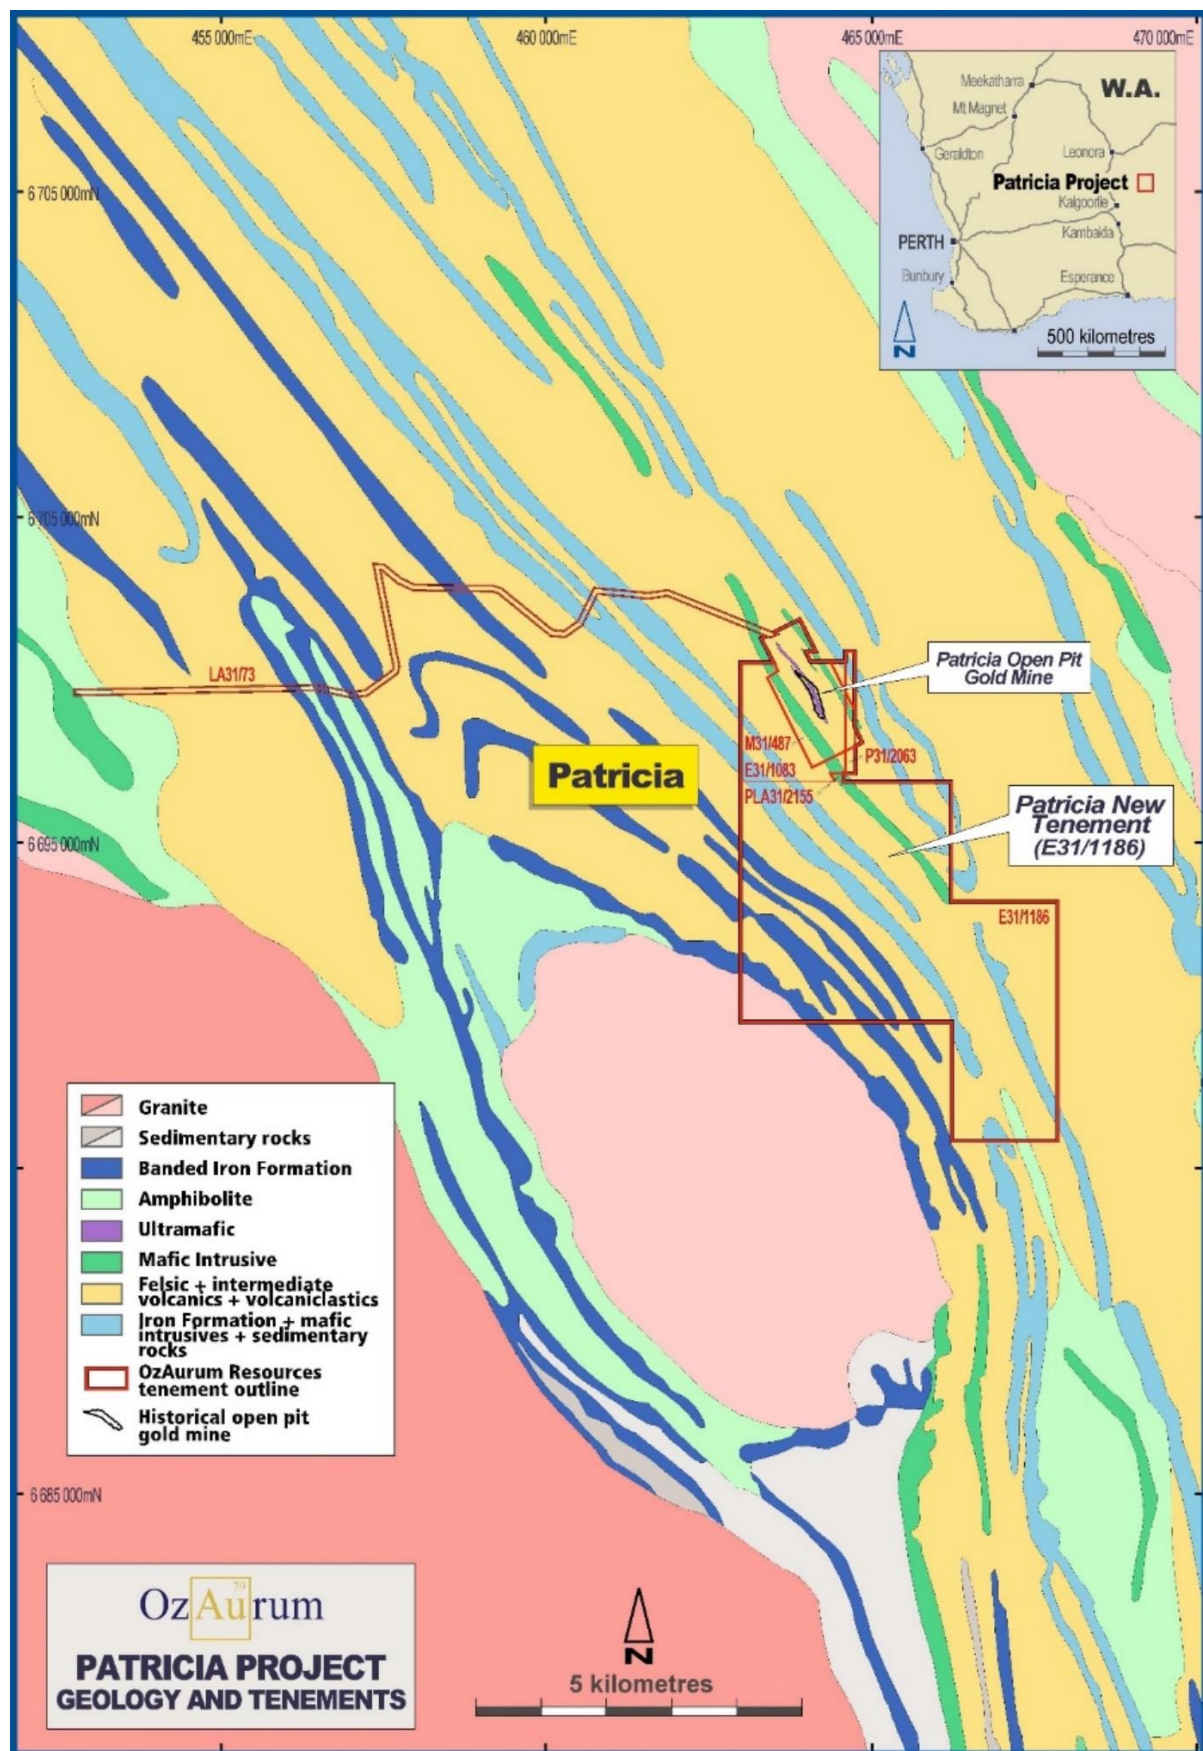 455 000mE
460 000mE
465 000mE
470 000mE
Meekatharra
W.A.
Mt Magnet
Geraldton
Leonora
Patricia Project
Kalgoorlie
Kambalda
PERTH
Bunbury
Esperance
N
500 kilometres
6 705 000mN
6 705 000mN
LA31/73
Patricia Open Pit
Gold Mine
M31/487
P31/2063
E31/1083
PLA31/2155
Patricia
Patricia New
Tenement
(E31/1186)
6 695 000mN
E31/1186
Granite
Sedimentary rocks
Banded Iron Formation
Amphibolite
Ultramafic
Mafic Intrusive
Felsic + intermediate
volcanics + volcaniclastics
Iron Formation + mafic
intrusives + sedimentary
rocks
OzAurum Resources
tenement outline
Historical open pit
gold mine
6 685 000mN
79
OzAurum
PATRICIA PROJECT
GEOLOGY AND TENEMENTS
N
5 kilometres